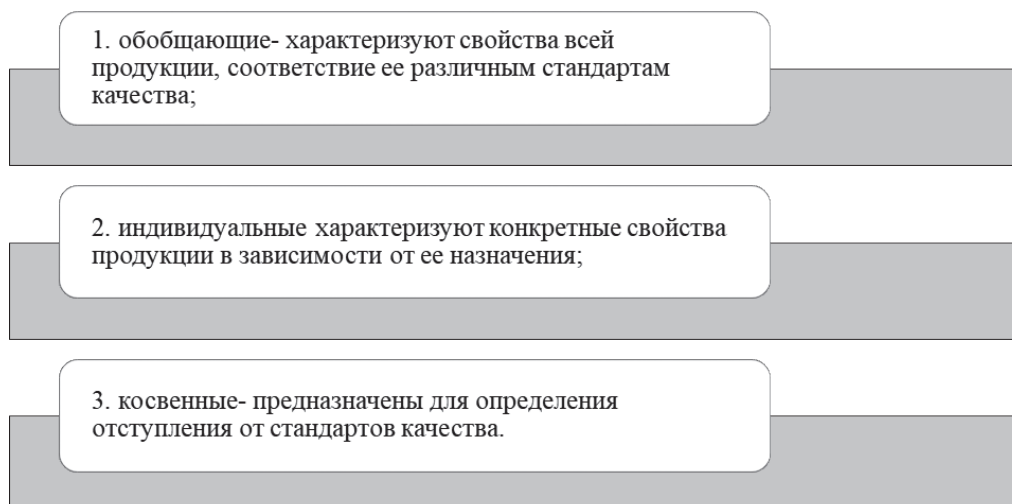 1. обобщающие- характеризуют свойства всей
продукции, соответствие ее различным стандартам
качества;
2. индивидуальные характеризуют конкретные свойства
продукции в зависимости от ее назначения;
3. косвенные- предназначены для определения
отступления от стандартов качества.